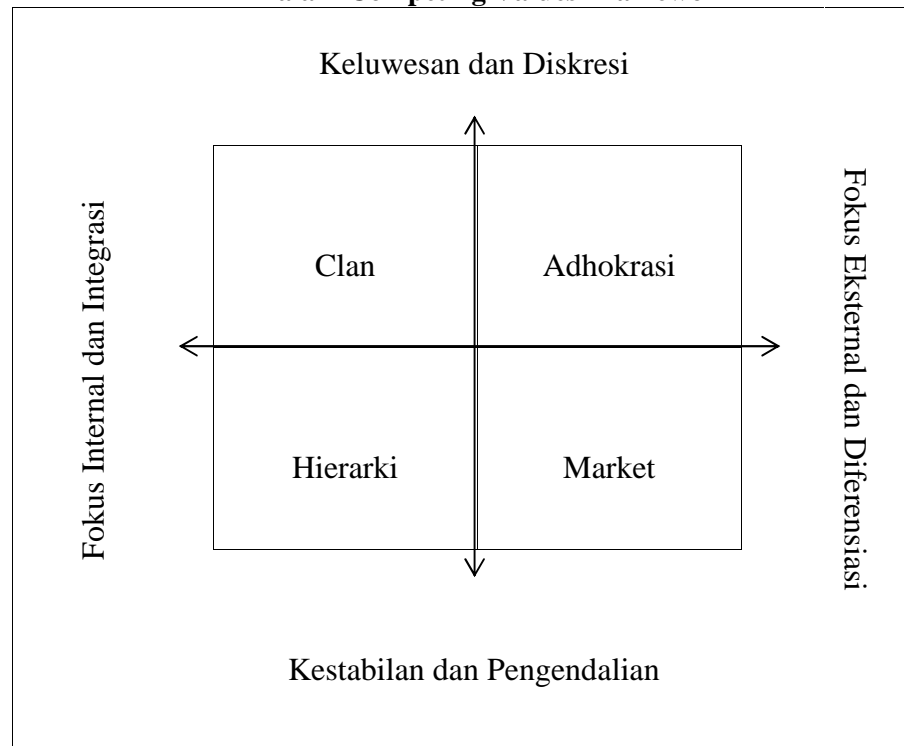 Keluwesan dan Diskresi
Fokus Internal dan Integrasi
Clan
Adhokrasi
Fokus Eksternal dan Diferensiasi
Hierarki
Market
Kestabilan dan Pengendalian